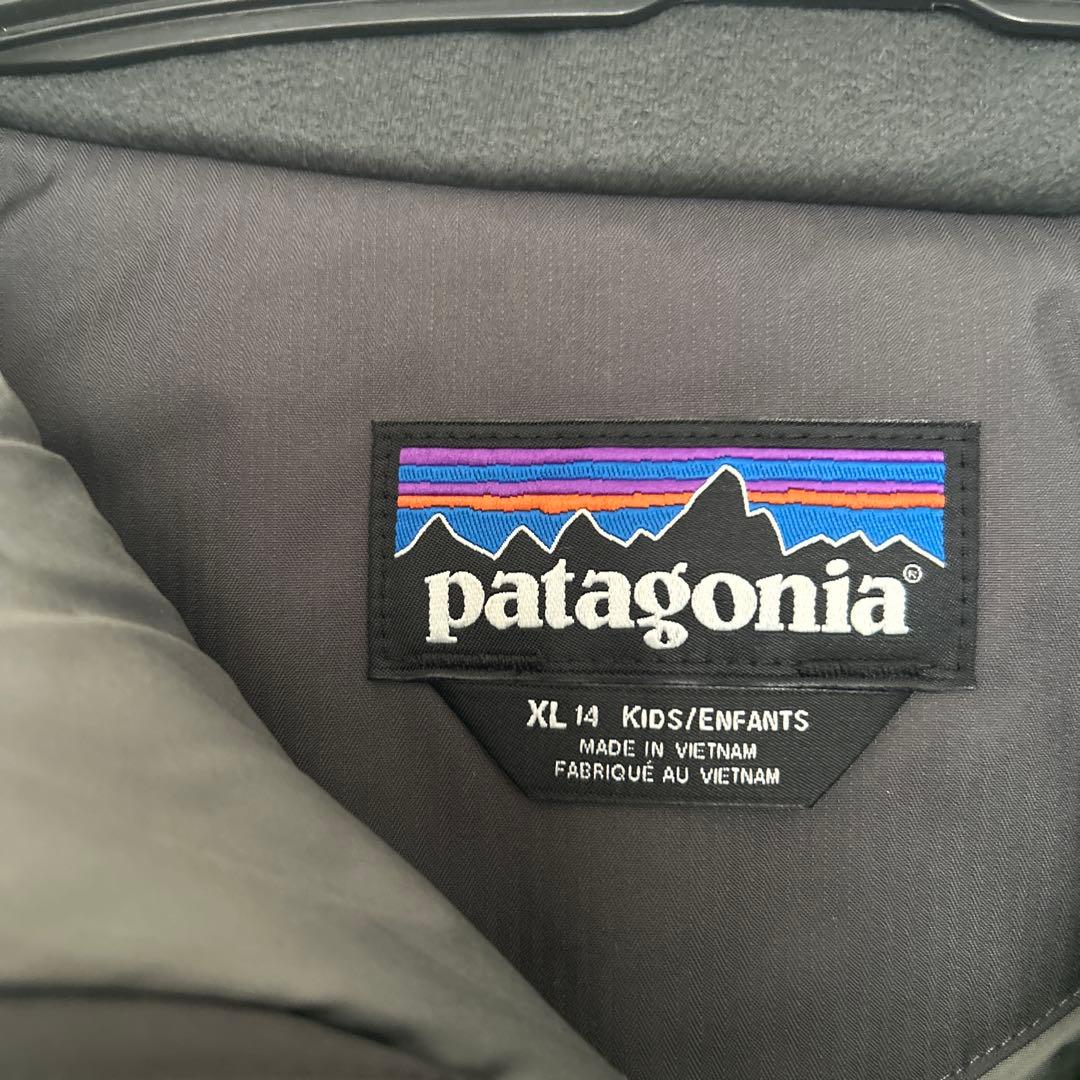 patagonia®
XL 14 KIDS/ENFANTS
MADE IN VIETNAM
FABRIQUÉ AU VIETNAM